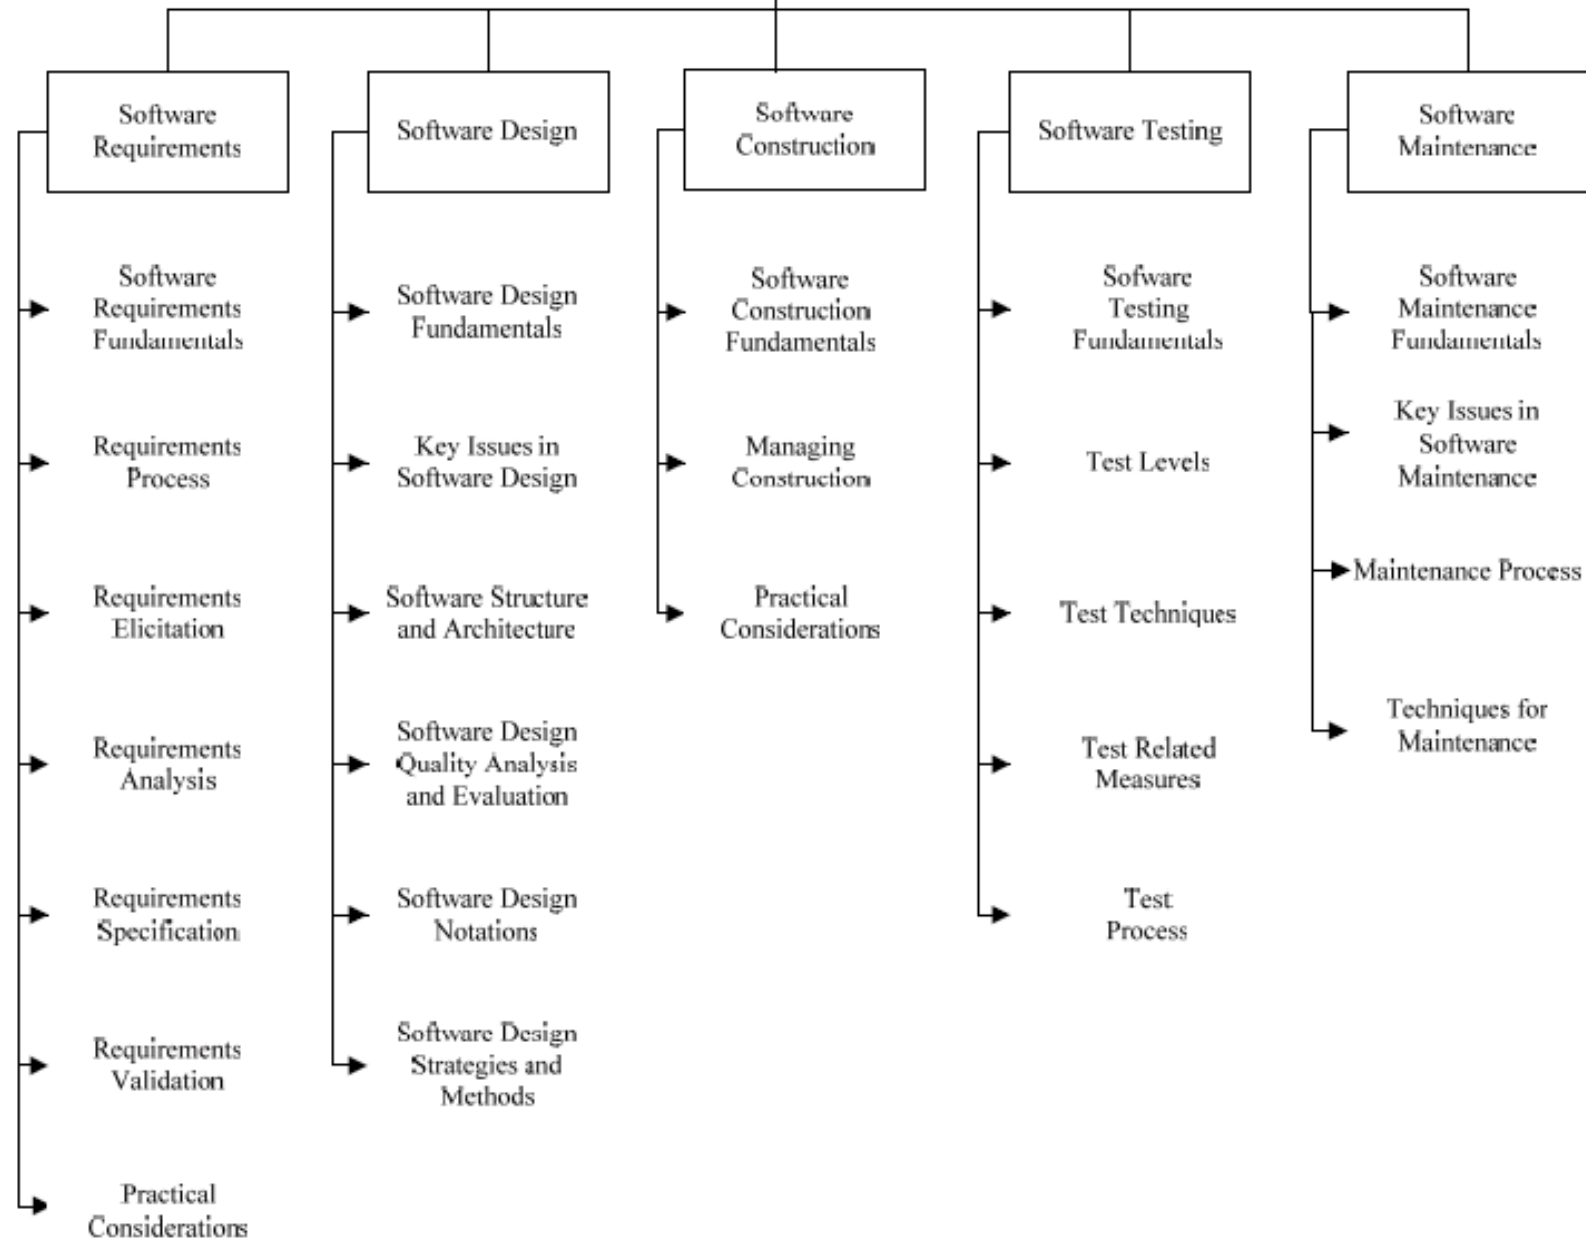 Software
Requirements
Software Design
Software
Construction
Software Testing
Software
Maintenance
Software
Requirements
Fundamentals
Requirements
Process
Requirements
Elicitation
Requirements
Analysis
Requirements
Specification
Requirements
Validation
Practical
Considerations
Software Design
Fundamentals
Key Issues in
Software Design
Software Structure
and Architecture
Software Design
Quality Analysis
and Evaluation
Software Design
Notations
Software Design
Strategies and
Methods
Software
Construction
Fundamentals
Managing
Construction
Practical
Considerations
Sofware
Testing
Fundamentals
Test Levels
Test Techniques
Test Related
Measures
Test
Process
Software
Maintenance
Fundamentals
Key Issues in
Software
Maintenance
Maintenance Process
Techniques for
Maintenance